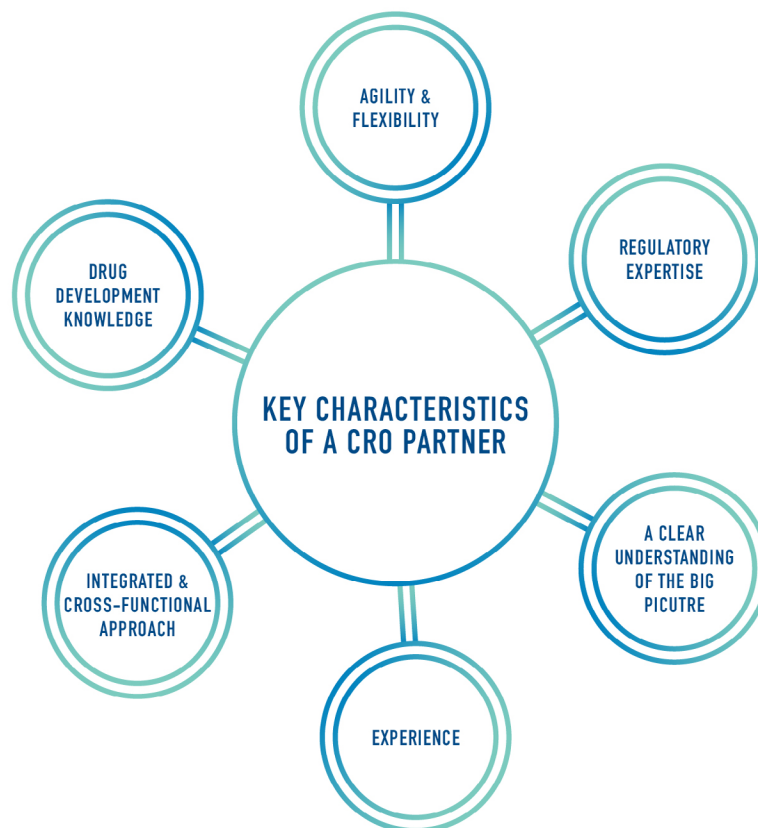 AGILITY &
FLEXIBILITY
REGULATORY
EXPERTISE
DRUG
DEVELOPMENT
KNOWLEDGE
KEY CHARACTERISTICS
OF A CRO PARTNER
A CLEAR
UNDERSTANDING
OF THE BIG
PICUTRE
INTEGRATED &
CROSS-FUNCTIONAL
APPROACH
EXPERIENCE